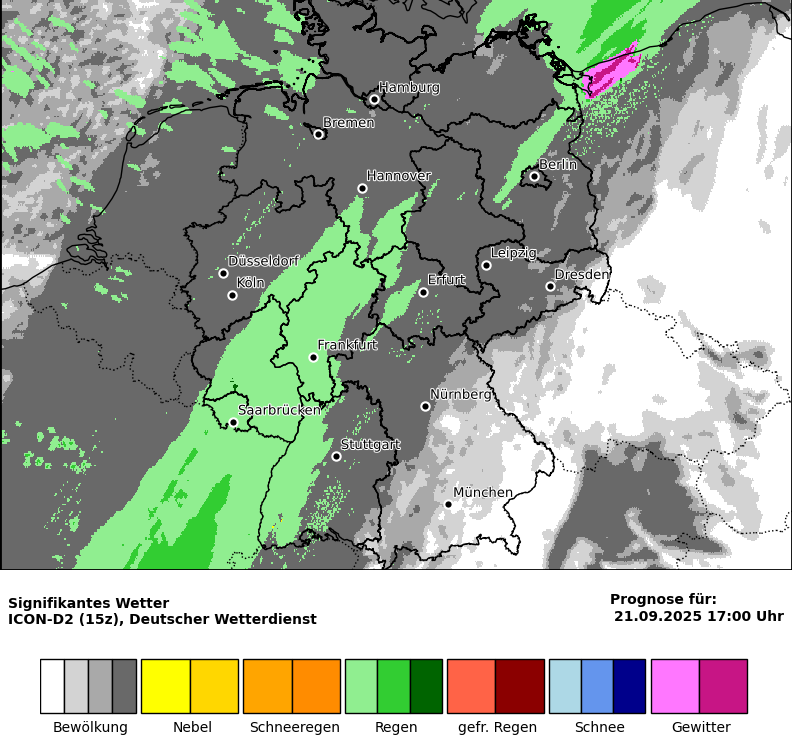 Hamburg
Bremen
Berlin
Hannover
Leipzig
Düsseldorf
Dresden
Köln
Erfurt
Frankfurt
Nürnberg
Saarbrücken
Stuttgart
München
Signifikantes Wetter
ICON-D2 (15z), Deutscher Wetterdienst
Prognose für:
21.09.2025 17:00 Uhr
Bewölkung
Nebel
Schneeregen
Regen
gefr. Regen
Schnee
Gewitter